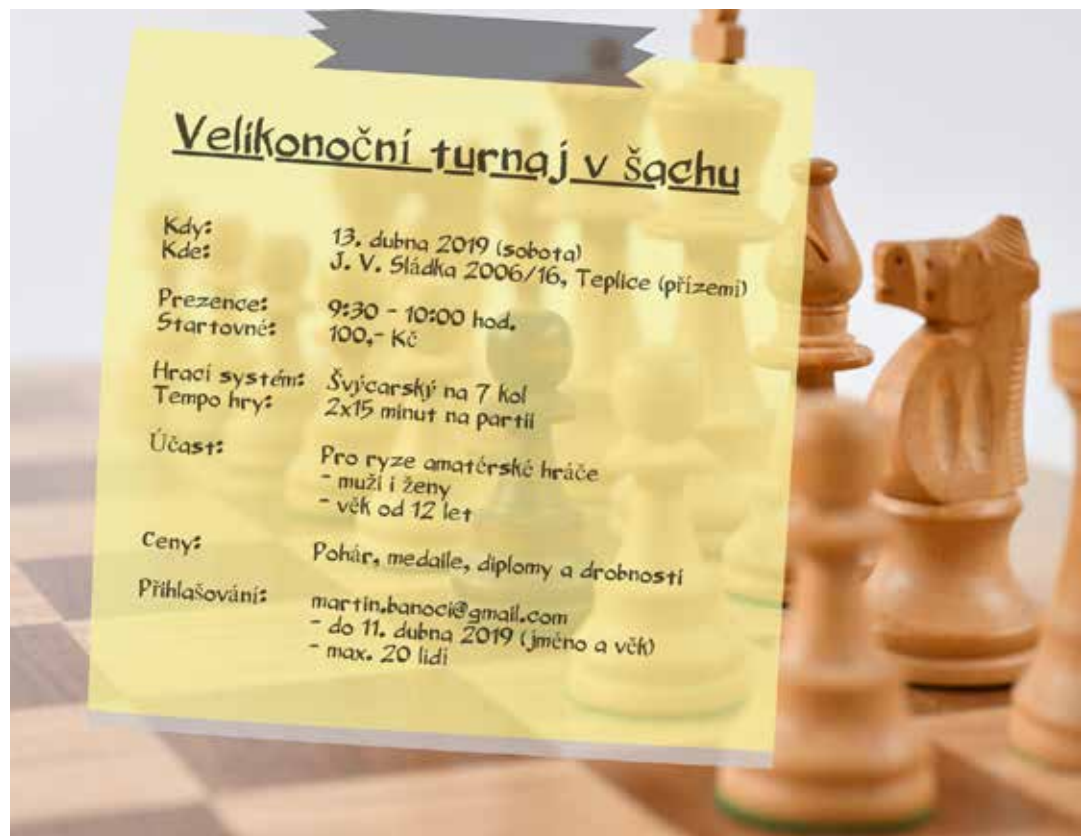 Velikonoční turnaj v šachu
Kdy: 13. dubna 2019 (sobota)
Kde: J. V. Sládka 2006/16, Teplice (přízemí)
Prezence: 9:30 - 10:00 hod.
Startovné: 100,- Kč
Hrací systém: Švýcarský na 7 kol
Tempo hry: 2x15 minut na partii
Účast: Pro ryze amatérské hráče
- muži i ženy
- věk od 12 let
Ceny: Pohár, medaile, diplomy a drobnosti
Přihlašování: martin.banoci@gmail.com
- do 11. dubna 2019 (jméno a věk)
- max. 20 lidí